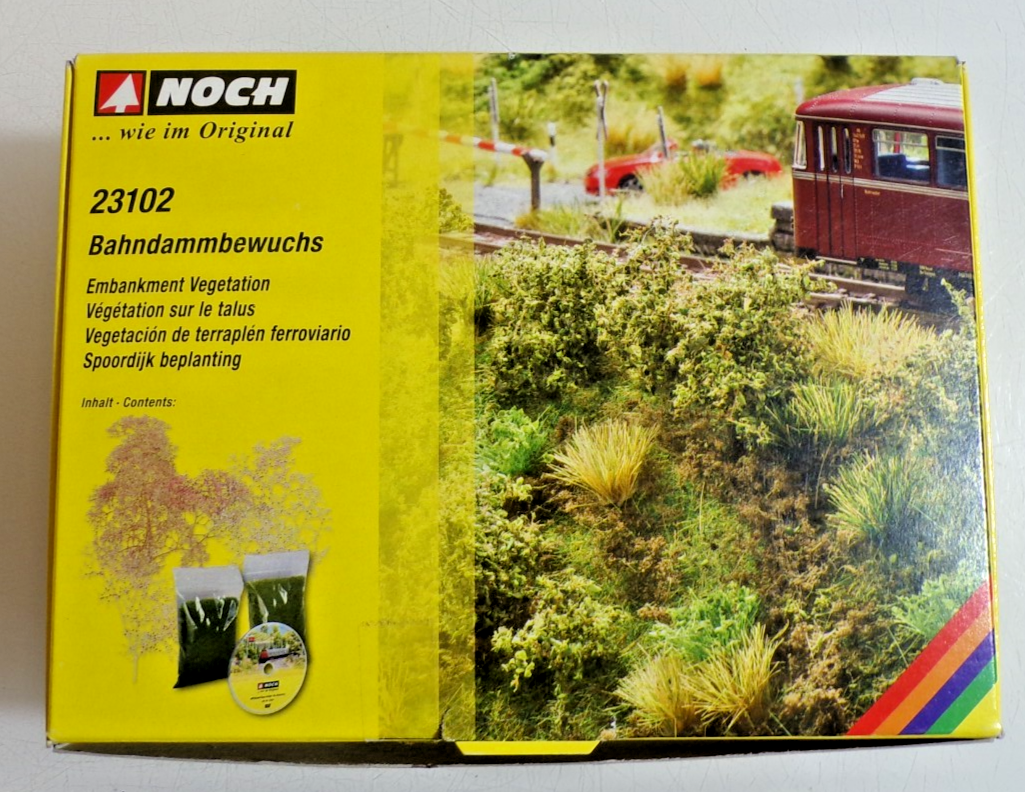 NOCH
... wie im Original
23102
Bahndammbewuchs
Embankment Vegetation
Végétation sur le talus
Vegetación de terraplén ferroviario
Spoordijk beplanting
Inhalt - Contents:
NOCH